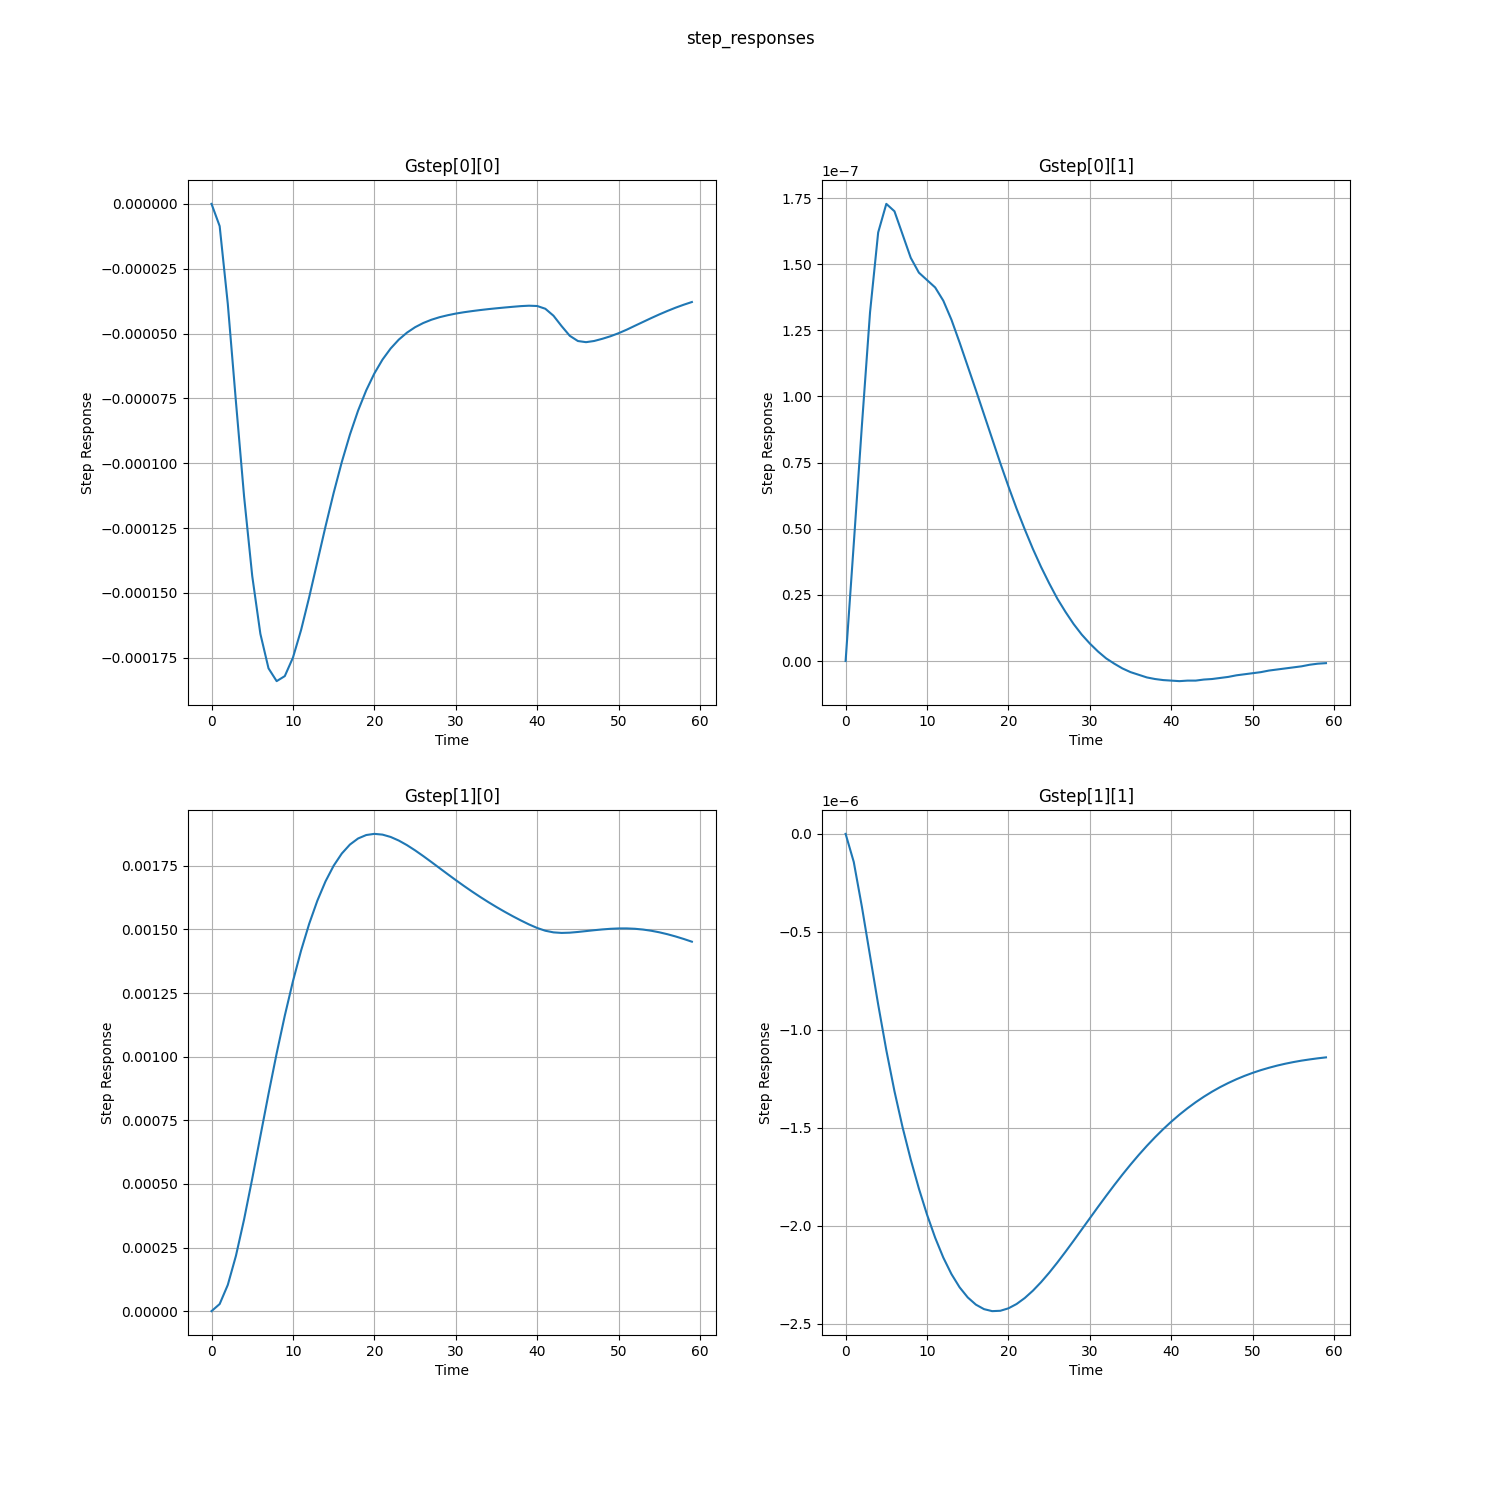 step_responses
Gstep[0][0]
0.000000
−0.000025
−0.000050
−0.000075
−0.000100
−0.000125
−0.000150
−0.000175
Step Response
0 10 20 30 40 50 60
Time
Gstep[0][1]
1e−7
1.75
1.50
1.25
1.00
0.75
0.50
0.25
0.00
Step Response
0 10 20 30 40 50 60
Time
Gstep[1][0]
0.00175
0.00150
0.00125
0.00100
0.00075
0.00050
0.00025
0.00000
Step Response
0 10 20 30 40 50 60
Time
Gstep[1][1]
1e−6
0.0
−0.5
−1.0
−1.5
−2.0
−2.5
Step Response
0 10 20 30 40 50 60
Time